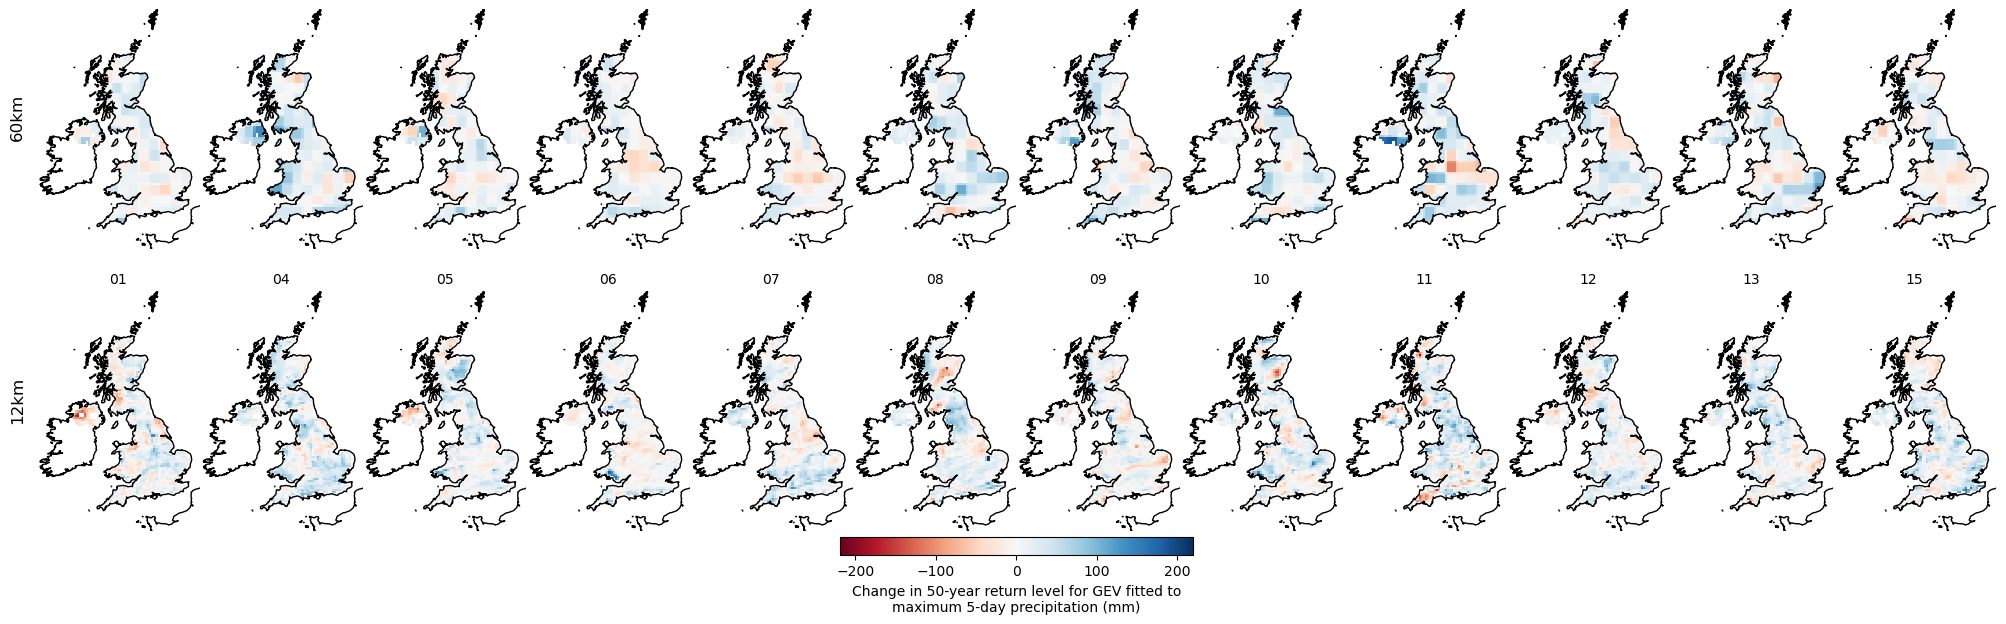 60km
01 04 05 06 07 08 09 10 11 12 13 15
12km
−200 −100 0 100 200
Change in 50-year return level for GEV fitted to
maximum 5-day precipitation (mm)